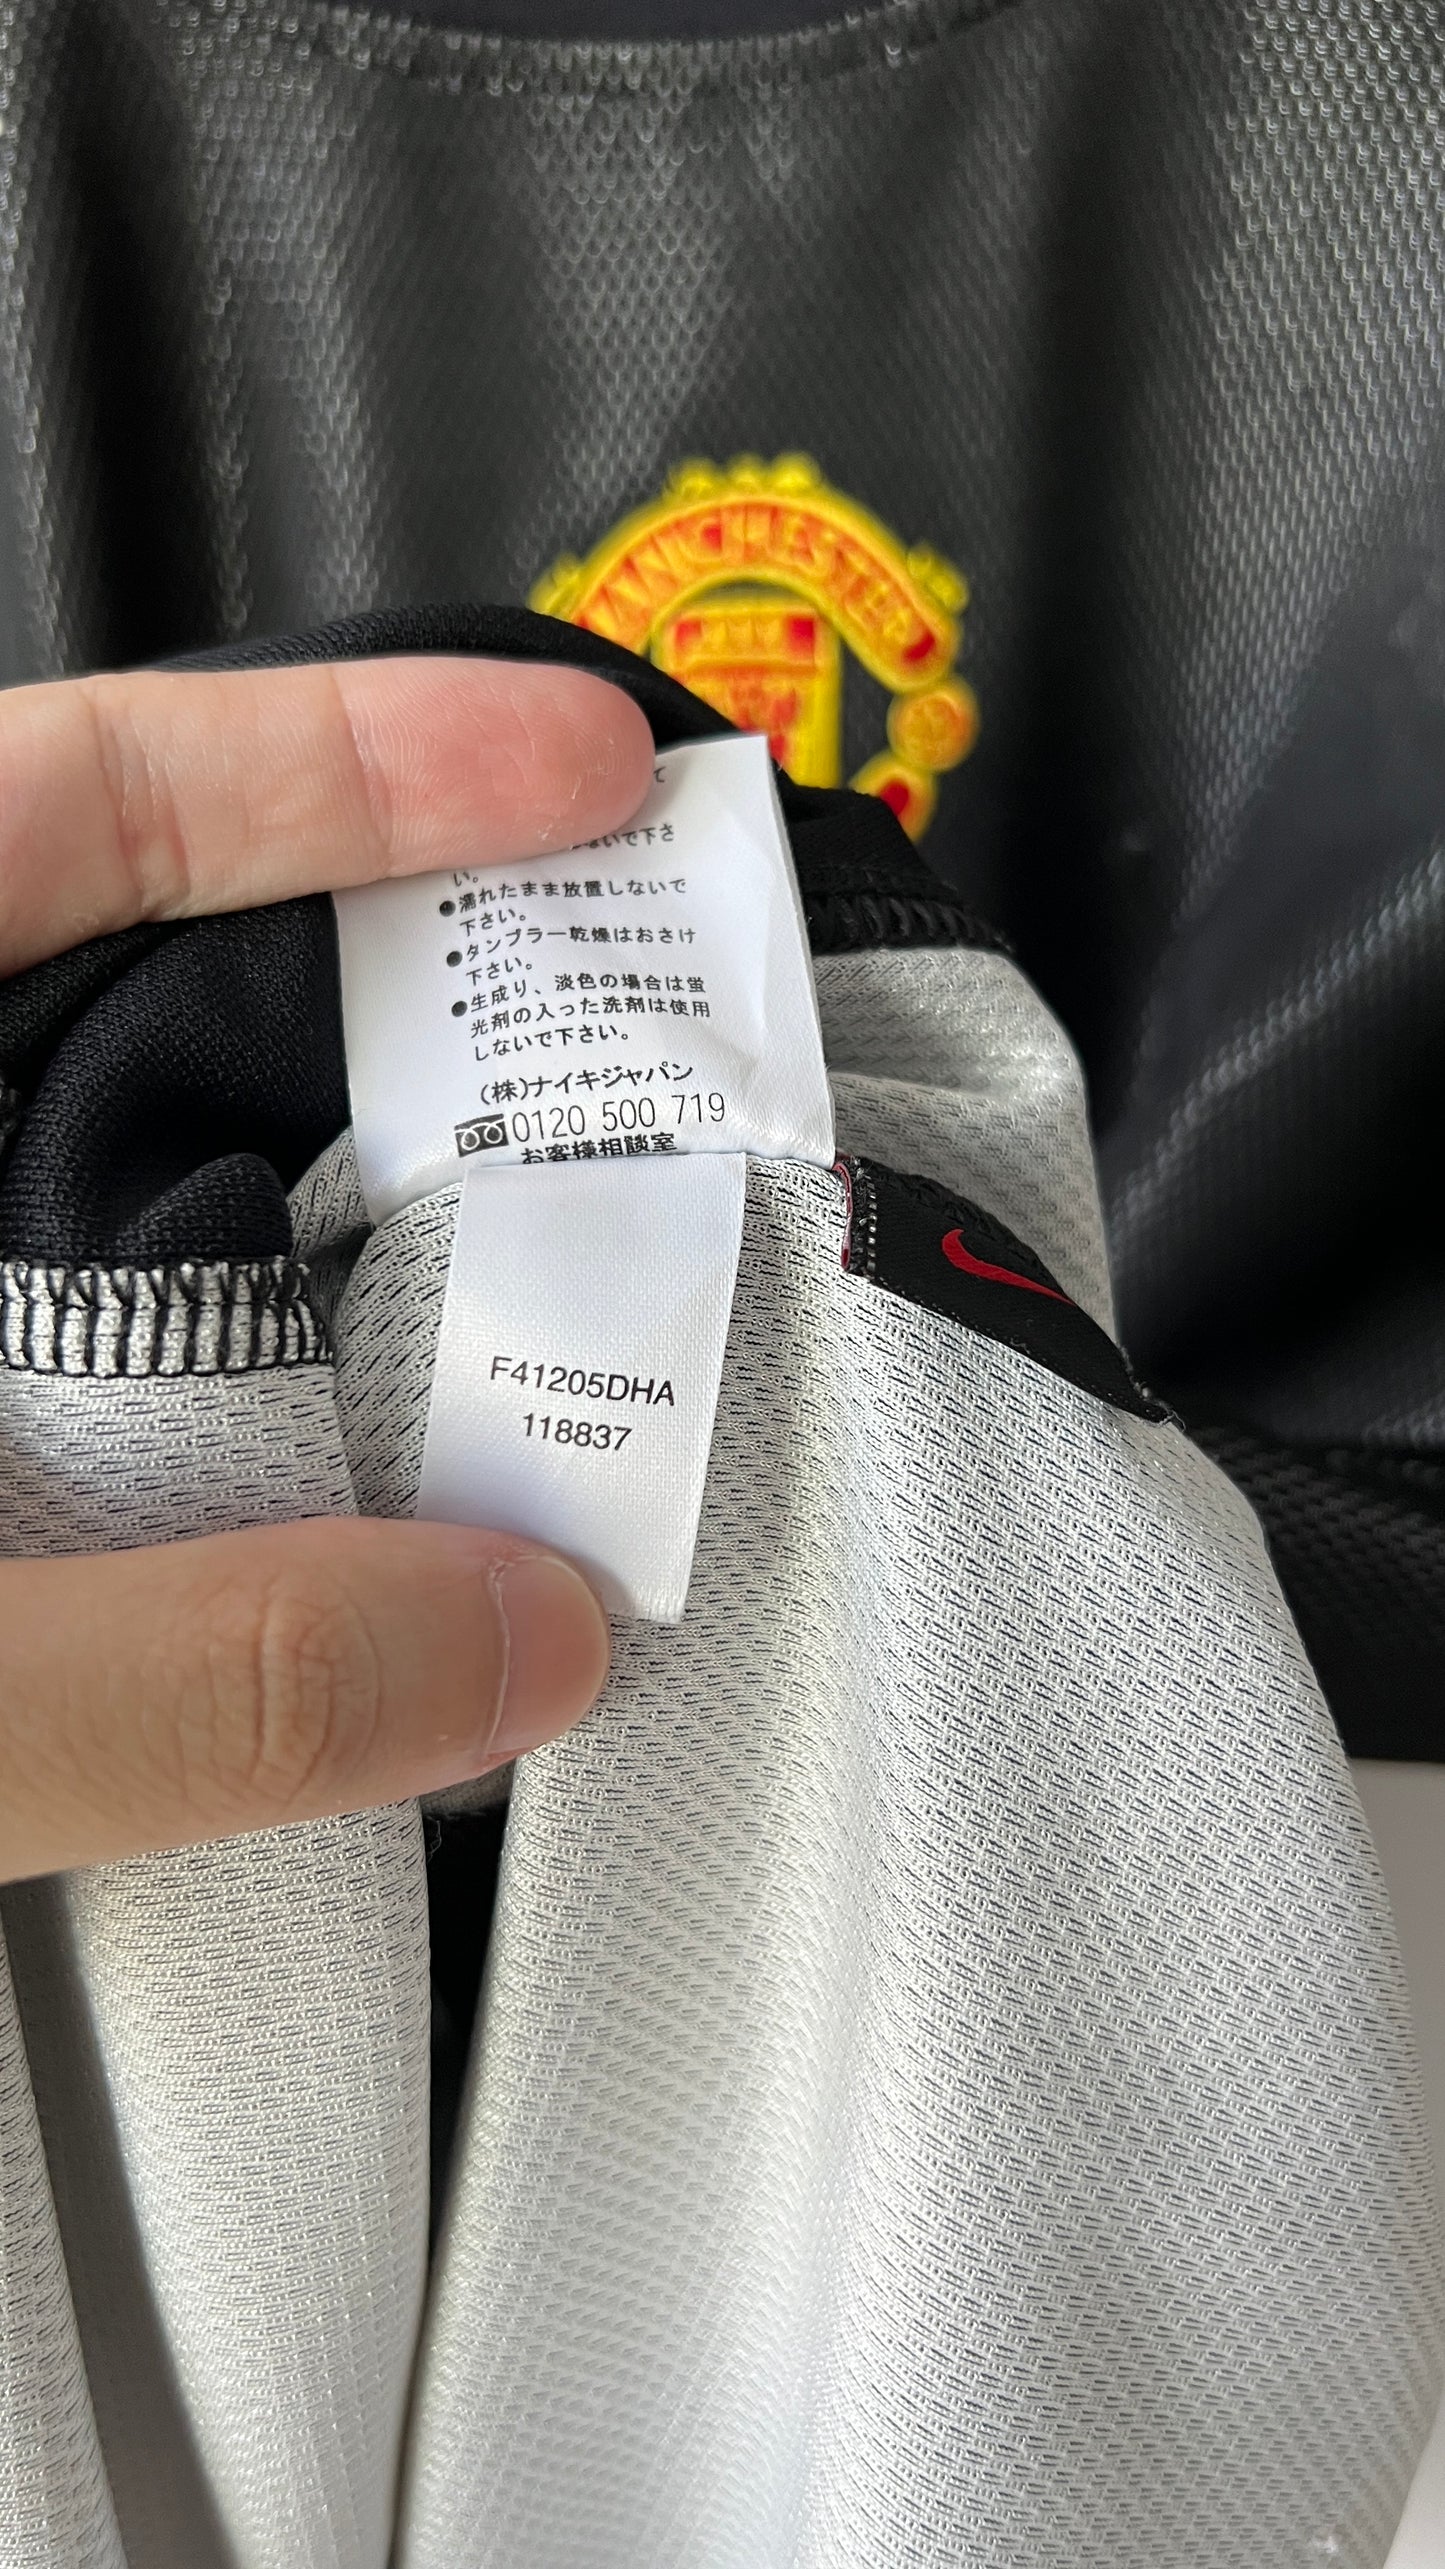 MANCHESTER
て
ないで下さ
い。
●濡れたまま放置しないで
下さい。
●タンブラー乾燥はおさけ
下さい。
●生成り、淡色の場合は蛍
光剤の入った洗剤は使用
しないで下さい。
(株)ナイキジャパン
0120 500 719
お客様相談室
F41205DHA
118837